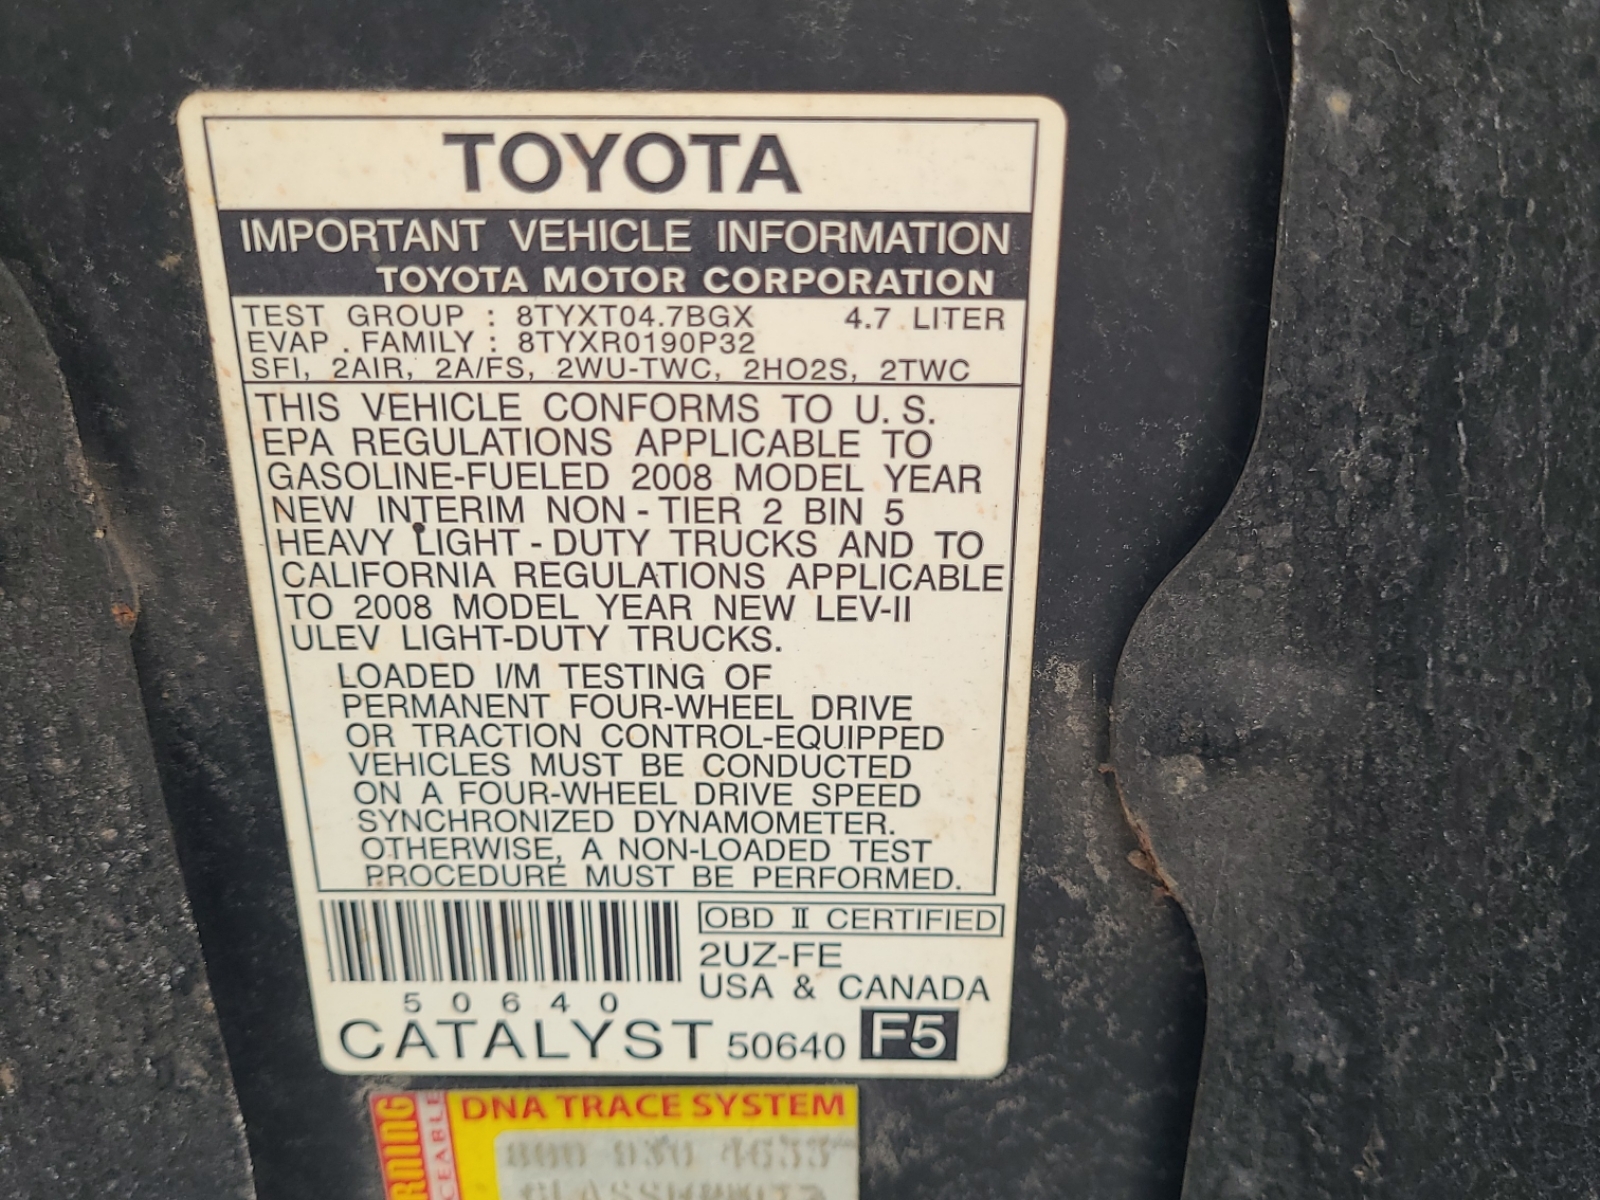 TOYOTA
IMPORTANT VEHICLE INFORMATION
TOYOTA MOTOR CORPORATION
TEST GROUP : 8TYXT04.7BGX 4.7 LITER
EVAP . FAMILY : 8TYXR0190P32
SFI, 2AIR, 2A/FS, 2WU-TWC, 2HO2S, 2TWC
THIS VEHICLE CONFORMS TO U. S.
EPA REGULATIONS APPLICABLE TO
GASOLINE-FUELED 2008 MODEL YEAR
NEW INTERIM NON - TIER 2 BIN 5
HEAVY LIGHT - DUTY TRUCKS AND TO
CALIFORNIA REGULATIONS APPLICABLE
TO 2008 MODEL YEAR NEW LEV-II
ULEV LIGHT-DUTY TRUCKS.
LOADED I/M TESTING OF
PERMANENT FOUR-WHEEL DRIVE
OR TRACTION CONTROL-EQUIPPED
VEHICLES MUST BE CONDUCTED
ON A FOUR-WHEEL DRIVE SPEED
SYNCHRONIZED DYNAMOMETER.
OTHERWISE, A NON-LOADED TEST
PROCEDURE MUST BE PERFORMED.
OBD II CERTIFIED
2UZ-FE
USA & CANADA
5 0 6 4 0
CATALYST 50640 F5
DNA TRACE SYSTEM